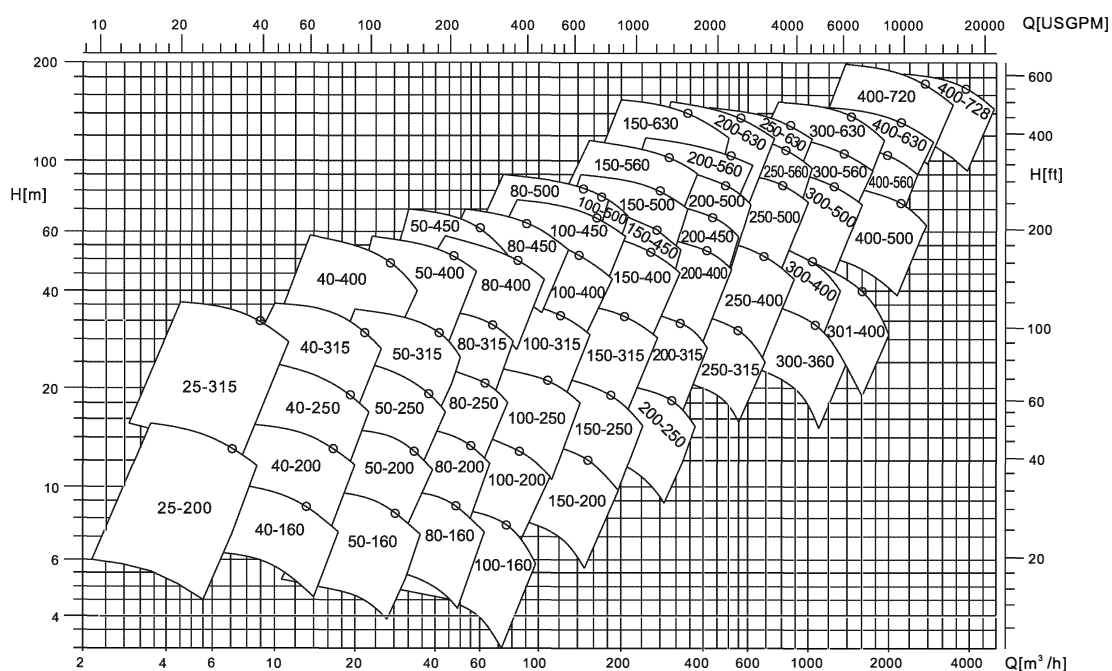 10 20 40 60 100 200 400 600 1000 2000 4000 6000 10000 20000 Q[USGPM]
200 600
400-720 400-728
150-630 200-630 250-630 300-630 400-630 400
100 150-560 200-560 250-560 300-560 400-560 H[ft]
H[m] 80 80-500 100-500 150-500 200-500 250-500 300-500
60 50-450 80-450 100-450 150-450 200-450 400-500 200
40 40-400 50-400 80-400 100-400 150-400 200-400 250-400 300-400
25-315 40-315 50-315 80-315 100-315 150-315 200-315 250-315 300-360 301-400 100
20 40-250 50-250 80-250 100-250 150-250 200-250 60
10 25-200 40-200 50-200 80-200 100-200 150-200 40
40-160 50-160 80-160 100-160
6 20
4
2 4 6 10 20 40 60 100 200 400 600 1000 2000 4000 Q[m³/h]